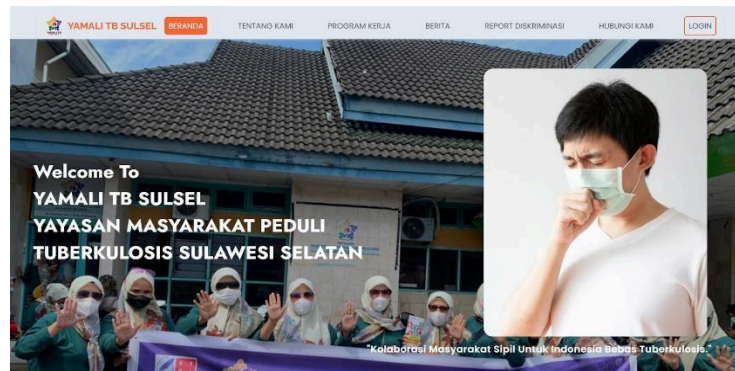 YAMALI TB SULSEL
BERANDA
TENTANG KAMI
PROGRAM KERJA
BERITA
REPORT DISKRIMINASI
HUBUNGI KAMI
LOGIN
Welcome To
YAMALI TB SULSEL
YAYASAN MASYARAKAT PEDULI
TUBERKULOSIS SULAWESI SELATAN
"Kolaborasi Masyarakat Sipil Untuk Indonesia Bebas Tuberkulosis."